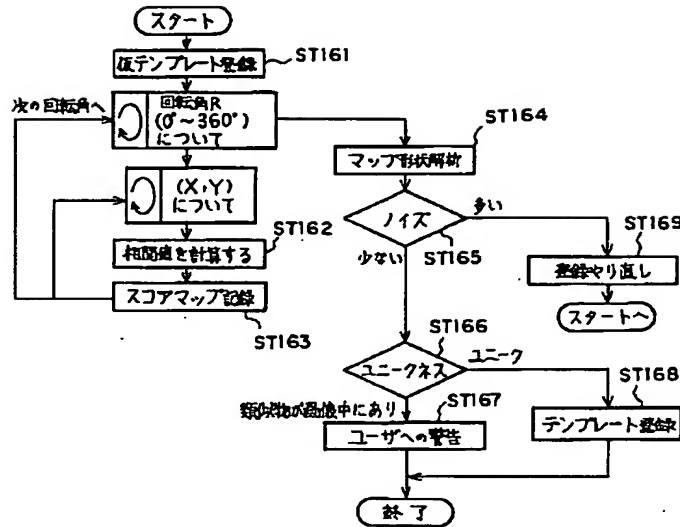 スタート
仮テンプレート登録
ST161
次の回転角へ
回転角R
(0°~360°)
について
(X,Y)
について
ST162
相関値を計算する
スコアマップ記録
ST163
ST164
マップ形状解析
ノイズ
多い
ST165
少ない
ST169
登録やり直し
スタートへ
ST166
ユニークネス
ユニーク
類似物が画像中にあり
ST167
ユーザへの警告
ST168
テンプレート登録
終了